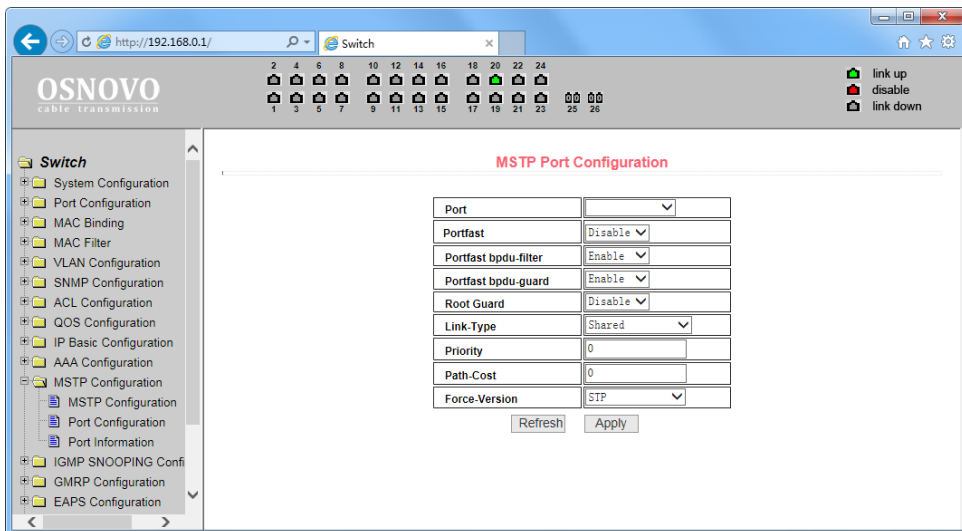 http://192.168.0.1/
Switch
OSNOVO
cable transmission
2 4 6 8 10 12 14 16 18 20 22 24
1 3 5 7 9 11 13 15 17 19 21 23 25 26
link up
disable
link down
Switch
System Configuration
Port Configuration
MAC Binding
MAC Filter
VLAN Configuration
SNMP Configuration
ACL Configuration
QOS Configuration
IP Basic Configuration
AAA Configuration
MSTP Configuration
MSTP Configuration
Port Configuration
Port Information
IGMP SNOOPING Confi
GMRP Configuration
EAPS Configuration
MSTP Port Configuration
Port
Portfast Disable
Portfast bpdu-filter Enable
Portfast bpdu-guard Enable
Root Guard Disable
Link-Type Shared
Priority 0
Path-Cost 0
Force-Version STP
Refresh Apply